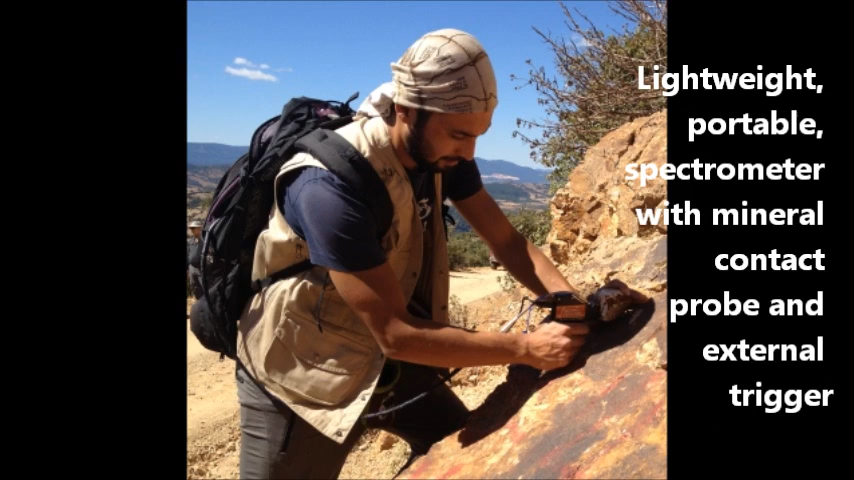 Lightweight,
portable,
spectrometer
with mineral
contact
probe and
external
trigger